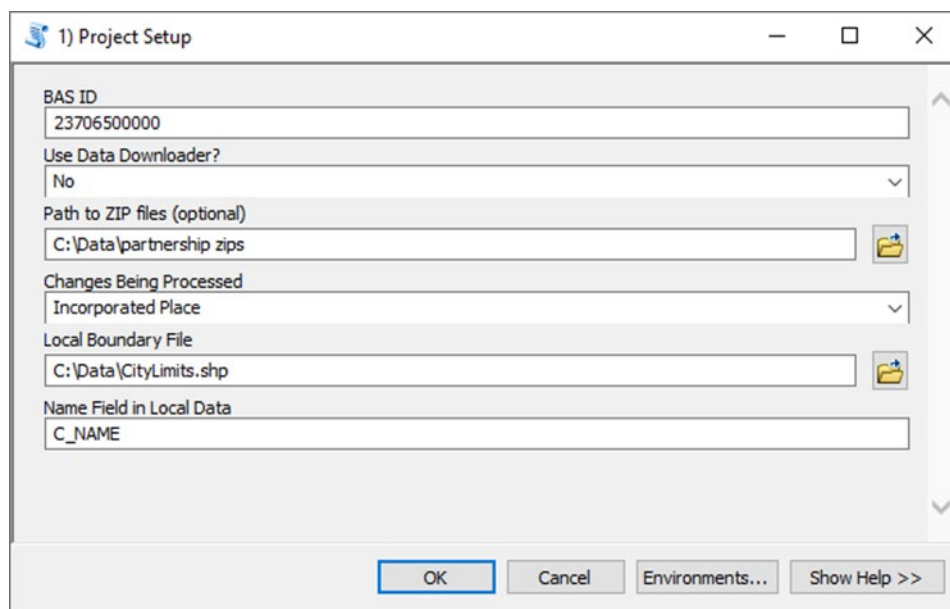 1) Project Setup
BAS ID
23706500000
Use Data Downloader?
No
Path to ZIP files (optional)
C:\Data\partnership zips
Changes Being Processed
Incorporated Place
Local Boundary File
C:\Data\CityLimits.shp
Name Field in Local Data
C_NAME
OK Cancel Environments... Show Help >>